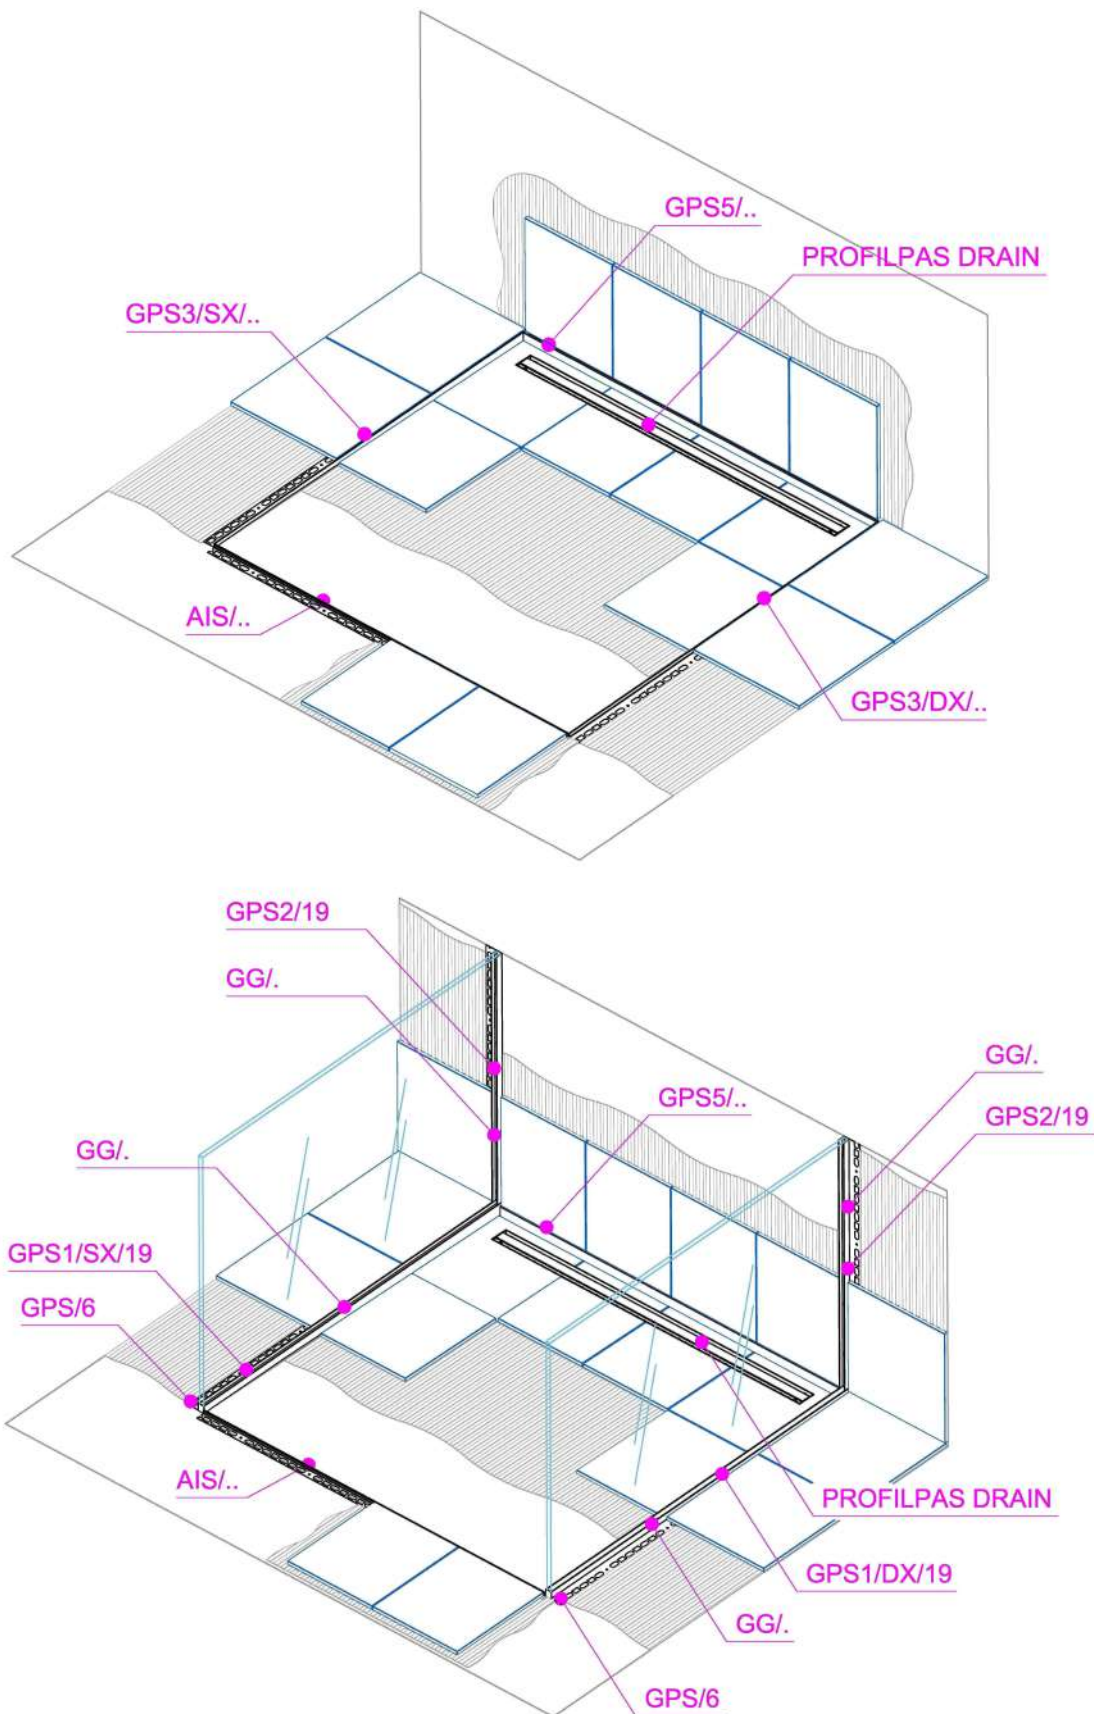 GPS5/..
PROFILPAS DRAIN
GPS3/SX/..
AIS/..
GPS3/DX/..
GPS2/19
GG/.
GG/.
GPS5/..
GPS2/19
GG/.
GPS1/SX/19
GPS/6
AIS/..
PROFILPAS DRAIN
GPS1/DX/19
GG/.
GPS/6